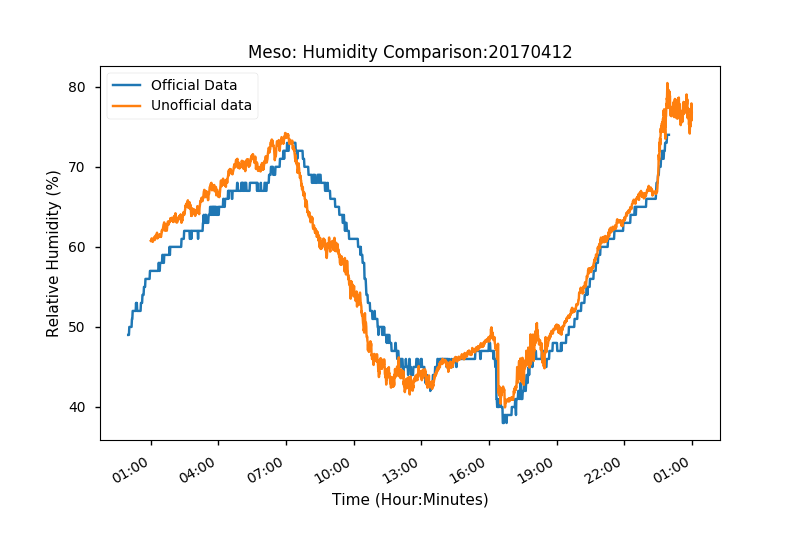 Meso: Humidity Comparison:20170412
Official Data
Unofficial data
80
70
60
50
40
Relative Humidity (%)
01:00
04:00
07:00
10:00
13:00
16:00
19:00
22:00
01:00
Time (Hour:Minutes)